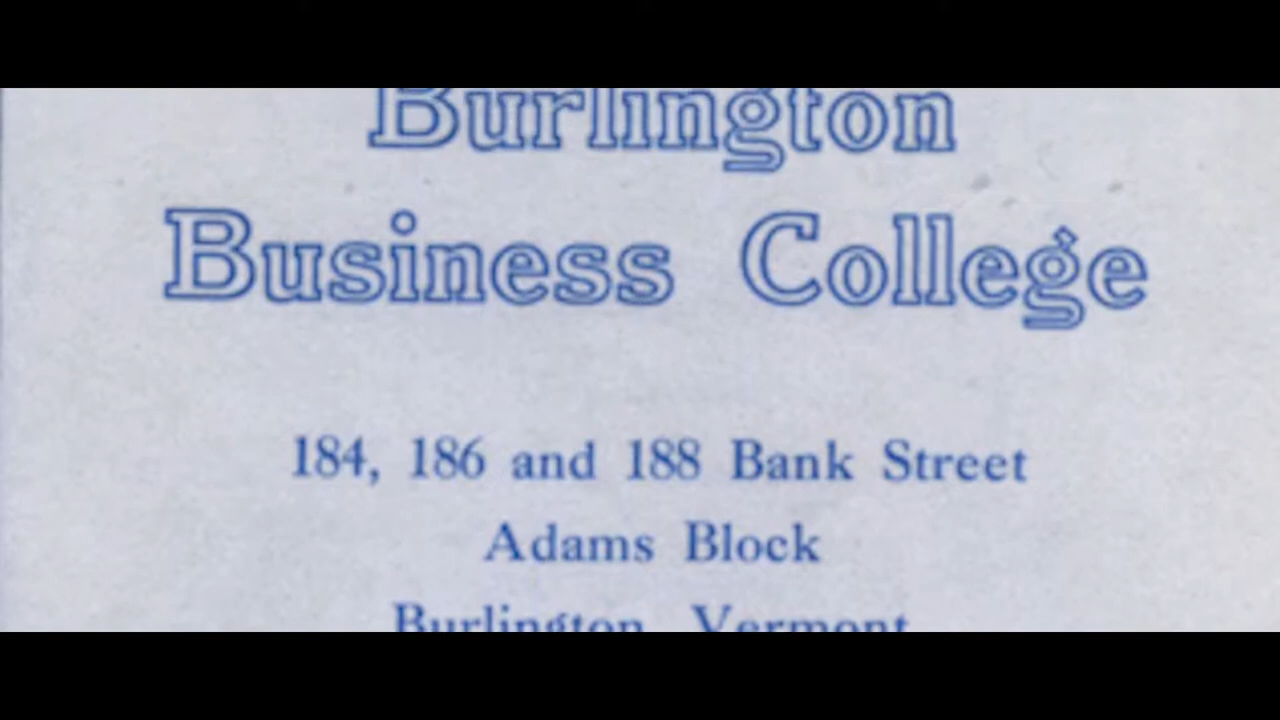 Burlington
Business College
184, 186 and 188 Bank Street
Adams Block
Burlington, Vermont